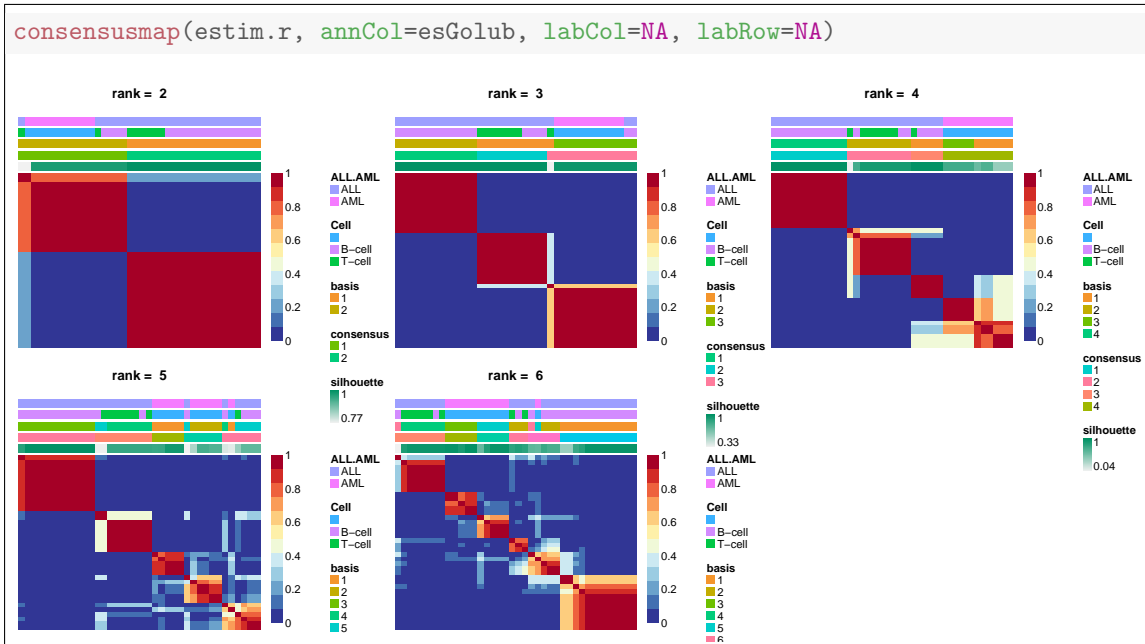 consensusmap(estim.r, annCol=esGolub, labCol=NA, labRow=NA)
rank = 2
1
0.8
0.6
0.4
0.2
0
ALL.AML
ALL
AML
Cell
B−cell
T−cell
basis
1
2
consensus
1
2
silhouette
1
0.77
rank = 3
1
0.8
0.6
0.4
0.2
0
ALL.AML
ALL
AML
Cell
B−cell
T−cell
basis
1
2
3
consensus
1
2
3
silhouette
1
0.33
rank = 4
1
0.8
0.6
0.4
0.2
0
ALL.AML
ALL
AML
Cell
B−cell
T−cell
basis
1
2
3
4
consensus
1
2
3
4
silhouette
1
0.04
rank = 5
1
0.8
0.6
0.4
0.2
0
ALL.AML
ALL
AML
Cell
B−cell
T−cell
basis
1
2
3
4
5
rank = 6
1
0.8
0.6
0.4
0.2
0
ALL.AML
ALL
AML
Cell
B−cell
T−cell
basis
1
2
3
4
5
6